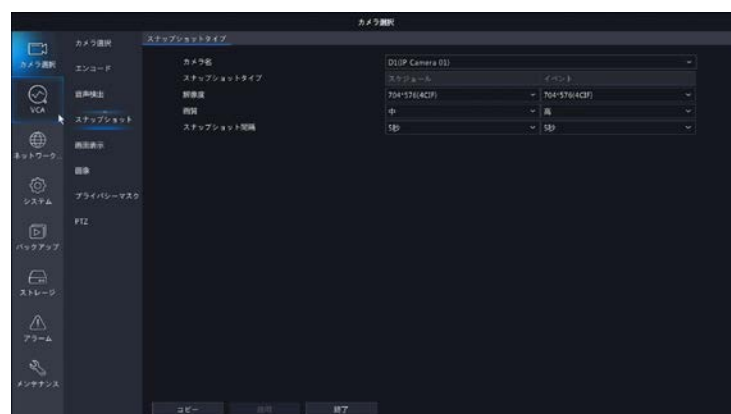 カメラ選択
カメラ選択
VCA
ネットワーク..
システム
バックアップ
ストレージ
アラーム
メンテナンス
カメラ選択
エンコード
音声検出
スナップショット
画面表示
画像
プライバシーマスク
PTZ
スナップショットタイプ
カメラ名 D1(IP Camera 01)
スナップショットタイプ スケジュール イベント
解像度 704*576(4CIF) 704*576(4CIF)
画質 中 高
スナップショット間隔 5秒 5秒
コピー 適用 終了